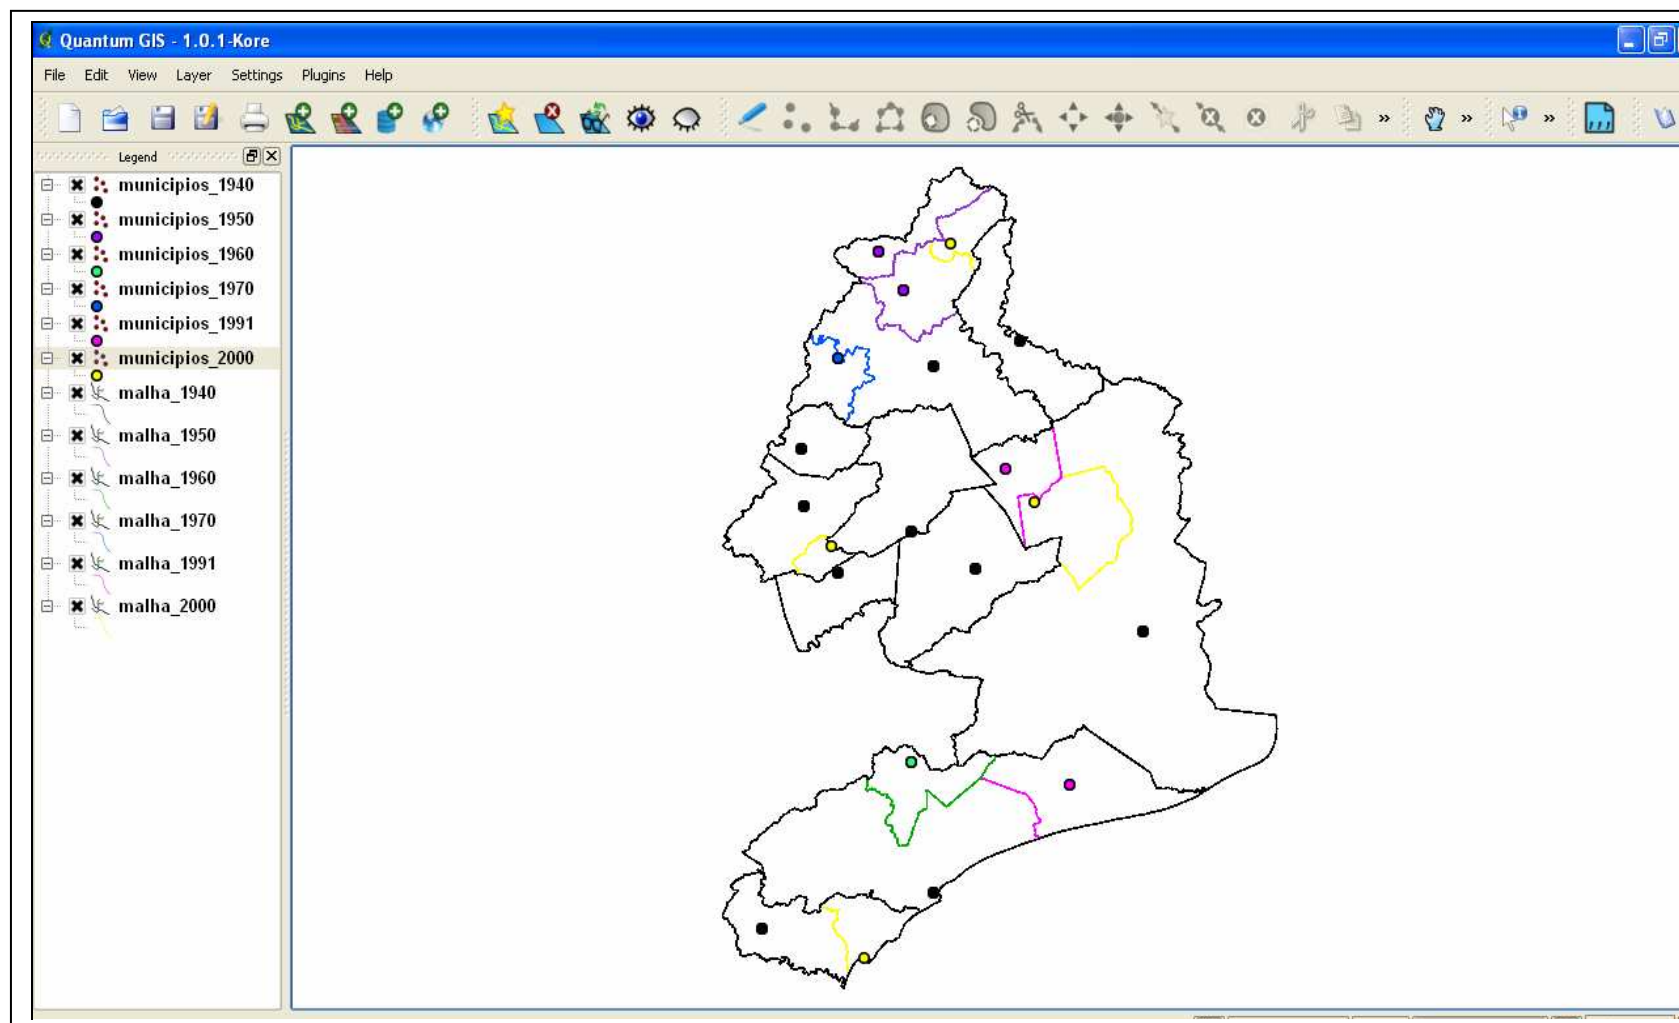 Quantum GIS - 1.0.1-Kore
File Edit View Layer Settings Plugins Help
Legend
municipios_1940
municipios_1950
municipios_1960
municipios_1970
municipios_1991
municipios_2000
malha_1940
malha_1950
malha_1960
malha_1970
malha_1991
malha_2000